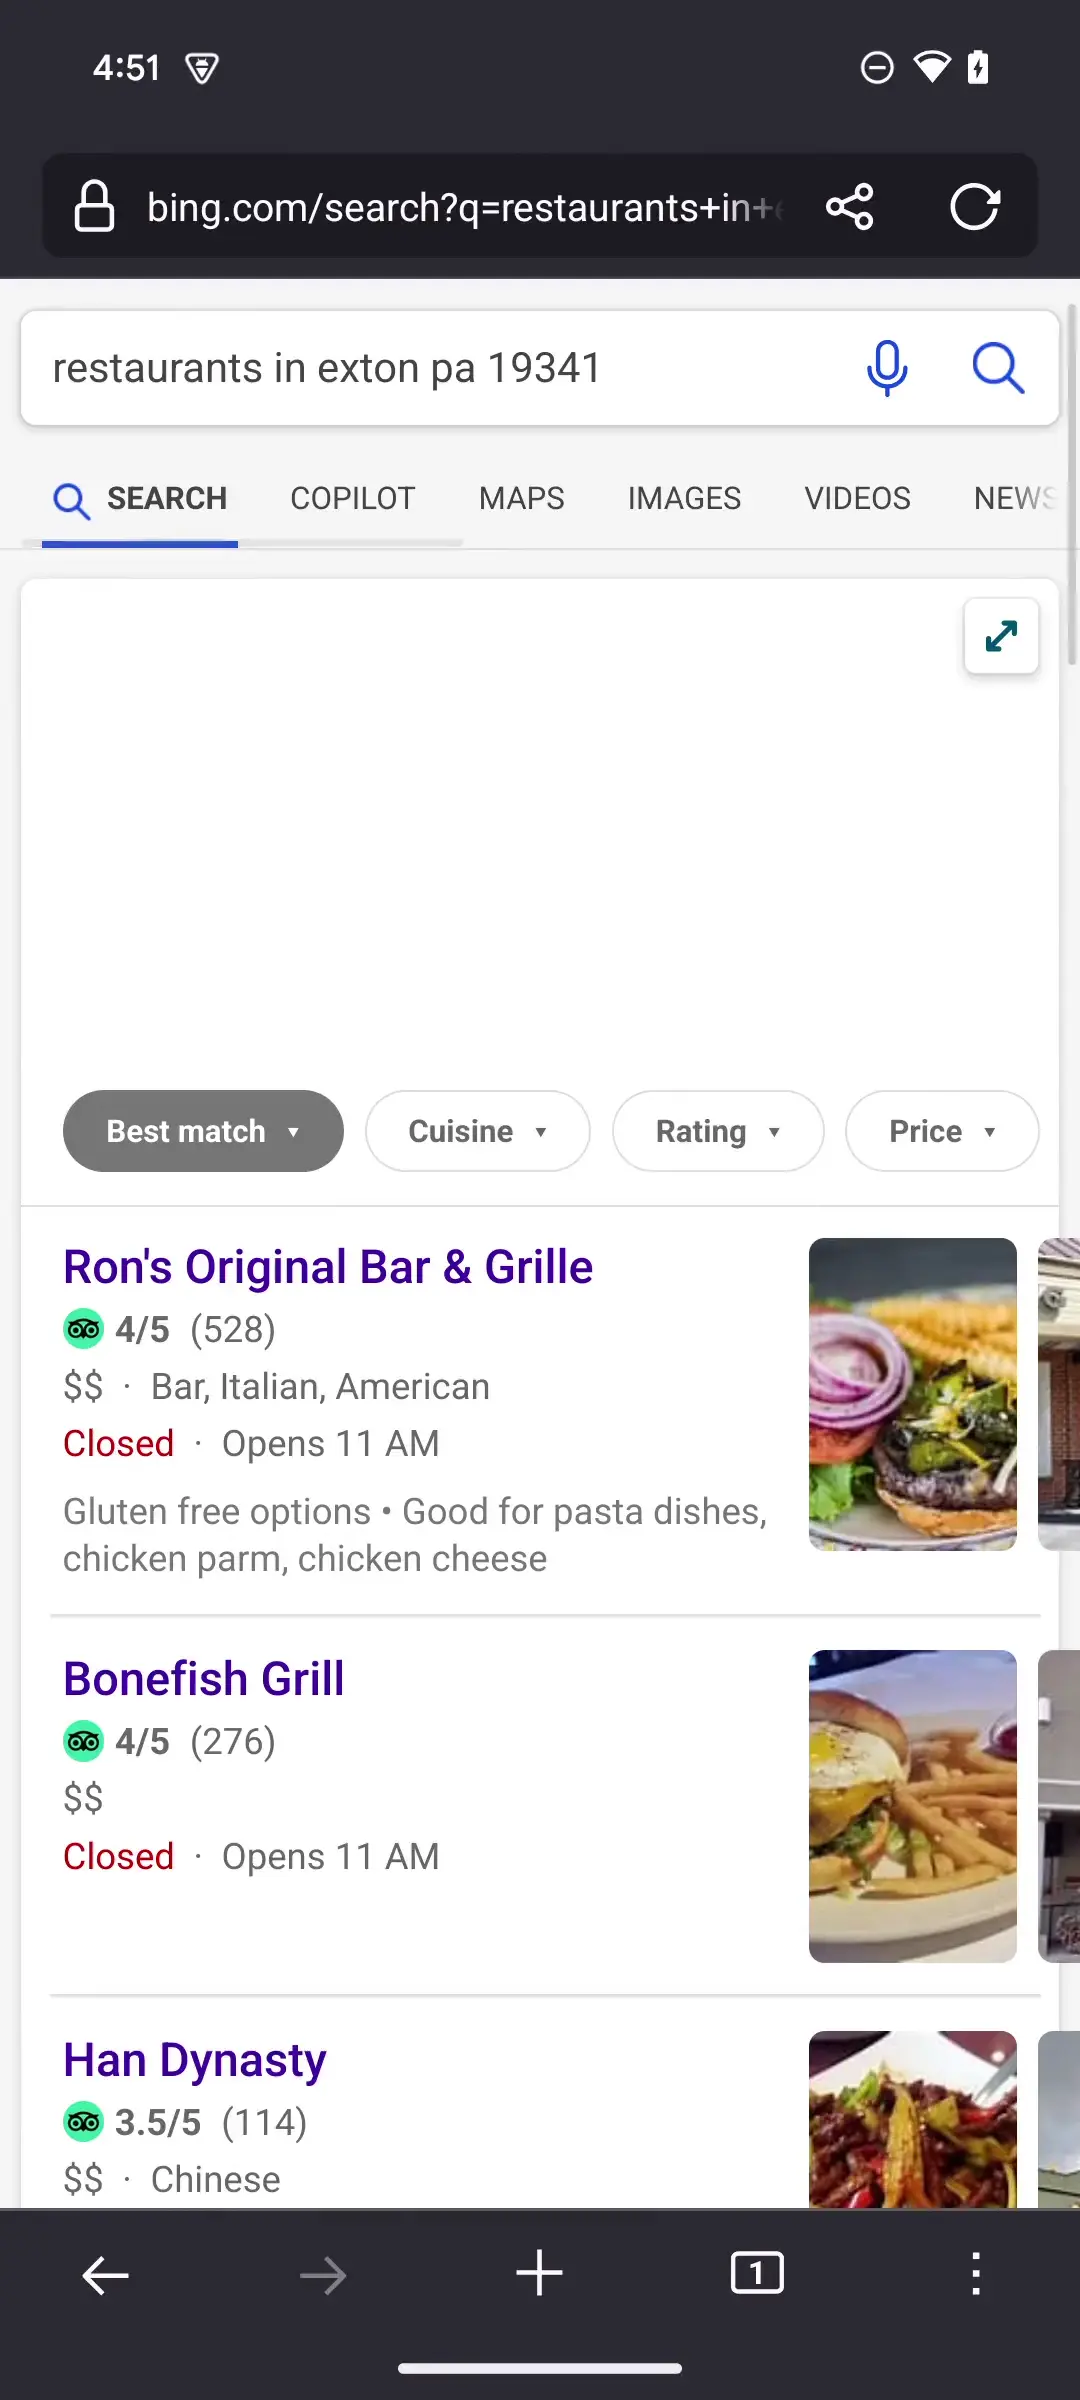 4:51
bing.com/search?q=restaurants+in+
restaurants in exton pa 19341
SEARCH COPILOT MAPS IMAGES VIDEOS NEWS
Best match ▾ Cuisine ▾ Rating ▾ Price ▾
Ron's Original Bar & Grille
4/5 (528)
$$ · Bar, Italian, American
Closed · Opens 11 AM
Gluten free options • Good for pasta dishes,
chicken parm, chicken cheese
Bonefish Grill
4/5 (276)
$$
Closed · Opens 11 AM
Han Dynasty
3.5/5 (114)
$$ · Chinese
1